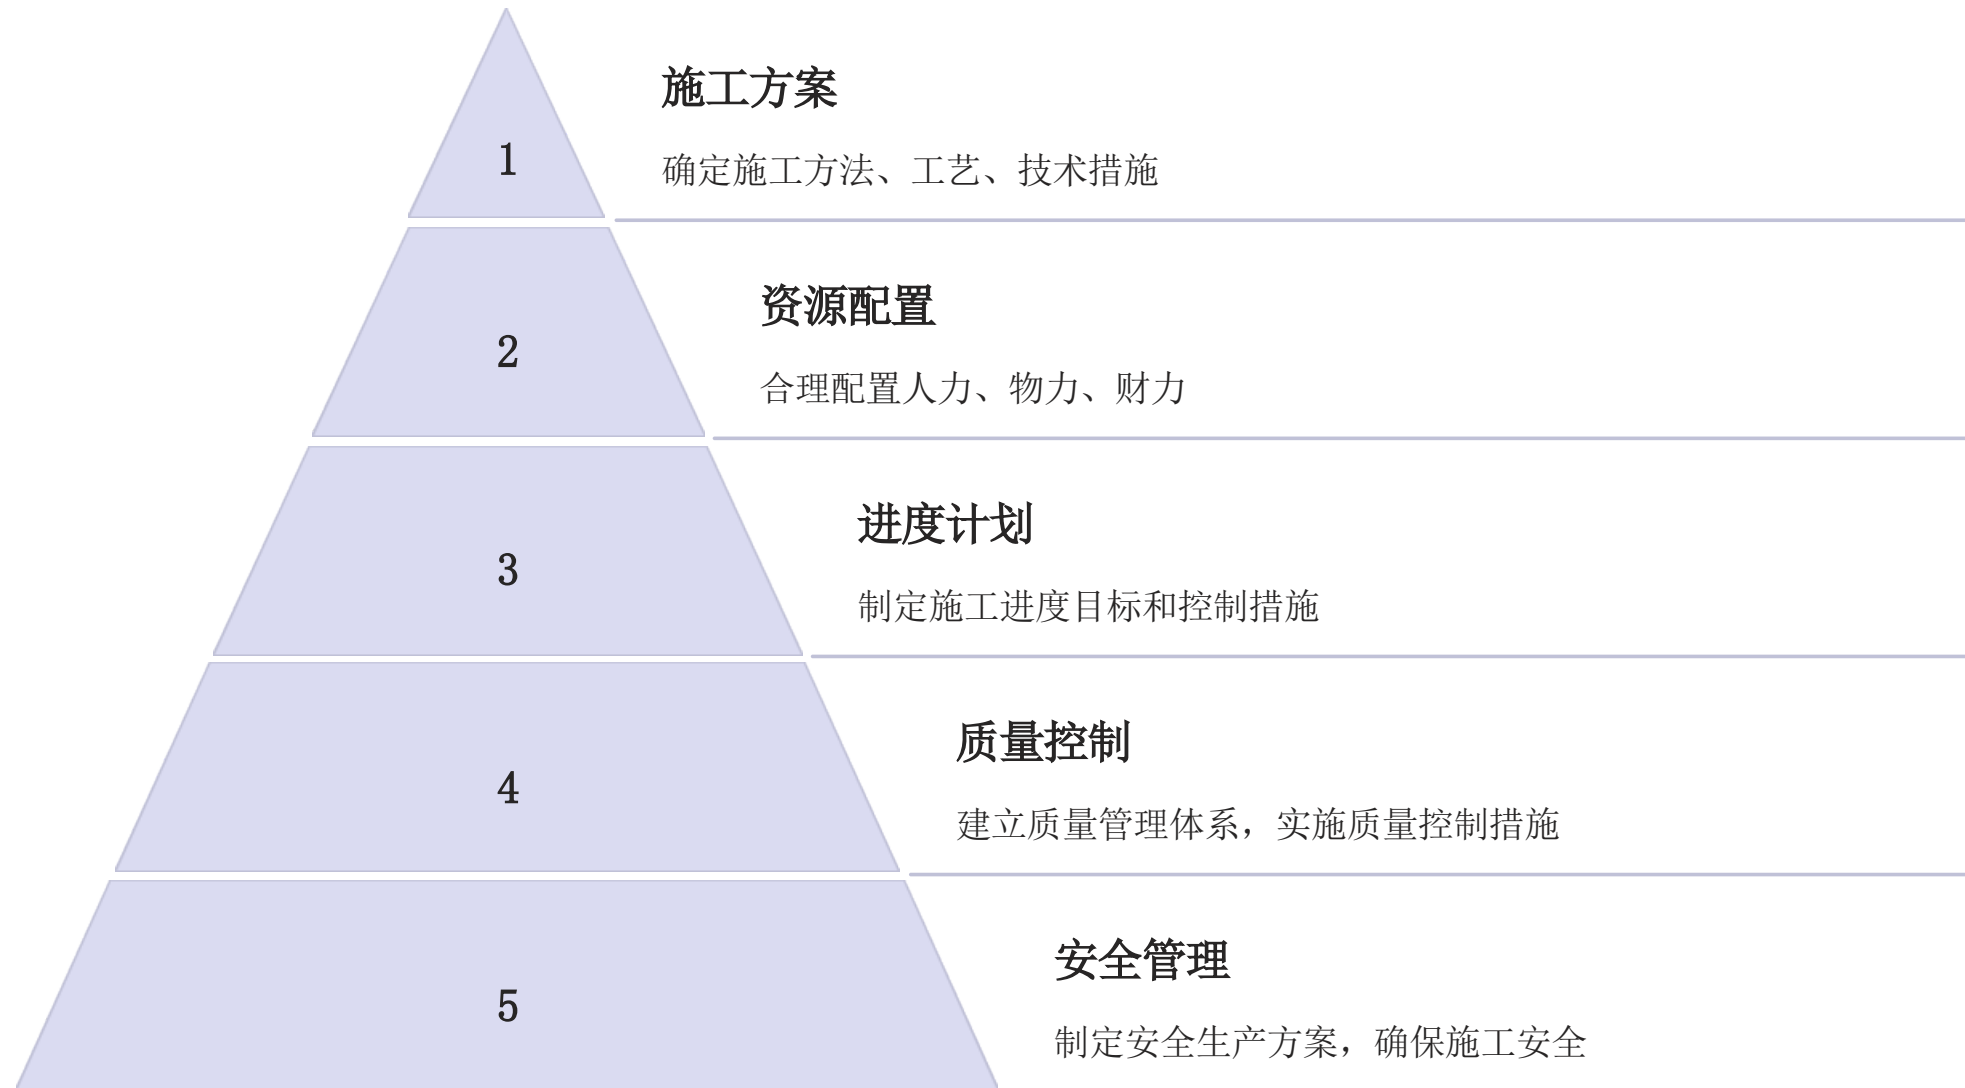 施工方案
1
确定施工方法、工艺、技术措施
资源配置
2
合理配置人力、物力、财力
进度计划
3
制定施工进度目标和控制措施
质量控制
4
建立质量管理体系，实施质量控制措施
安全管理
5
制定安全生产方案，确保施工安全